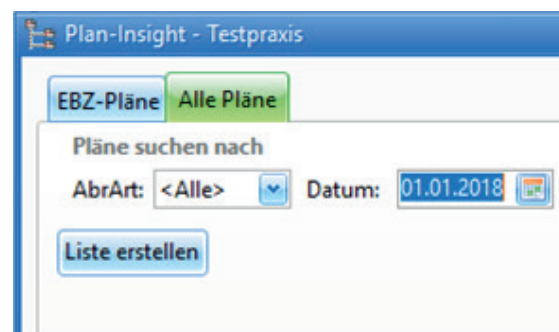 Plan-Insight - Testpraxis
EBZ-Pläne Alle Pläne
Pläne suchen nach
AbrArt: <Alle> Datum: 01.01.2018
Liste erstellen